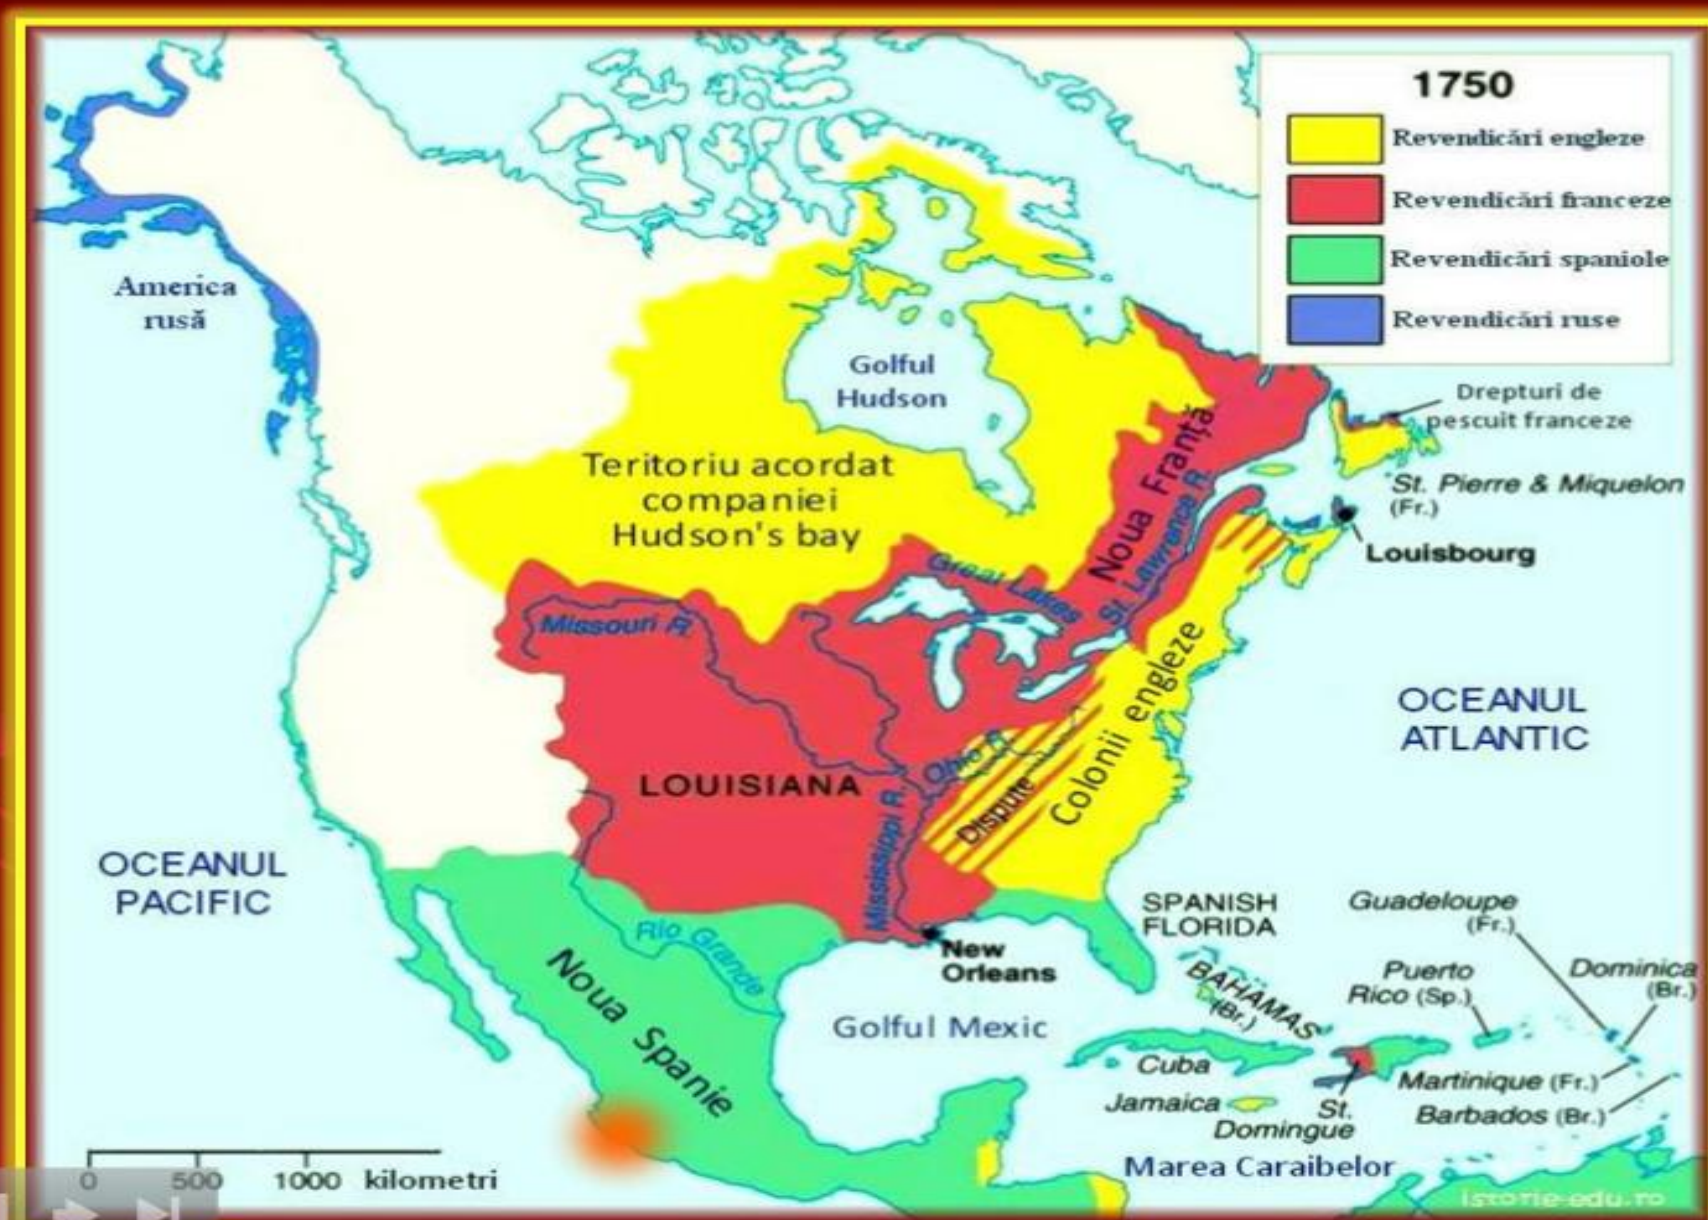 1750
Revendicări engleze
Revendicări franceze
Revendicări spaniole
Revendicări ruse
America
rusă
Golful
Hudson
Drepturi de
pescuit franceze
Teritoriu acordat
companiei
Hudson's bay
Noua Franță
St. Lawrence R.
St. Pierre & Miquelon
(Fr.)
Louisbourg
Great Lakes
Missouri R.
Colonii engleze
OCEANUL
ATLANTIC
LOUISIANA
Ohio R.
Dispute
Mississippi R.
OCEANUL
PACIFIC
SPANISH
FLORIDA
Guadeloupe
(Fr.)
Rio Grande
New
Orleans
Noua Spanie
Golful Mexic
BAHAMAS
(Br.)
Puerto
Rico (Sp.)
Dominica
(Br.)
Cuba
Jamaica
St.
Domingue
Martinique (Fr.)
Barbados (Br.)
Marea Caraibelor
0 500 1000 kilometri
istorie-edu.ro